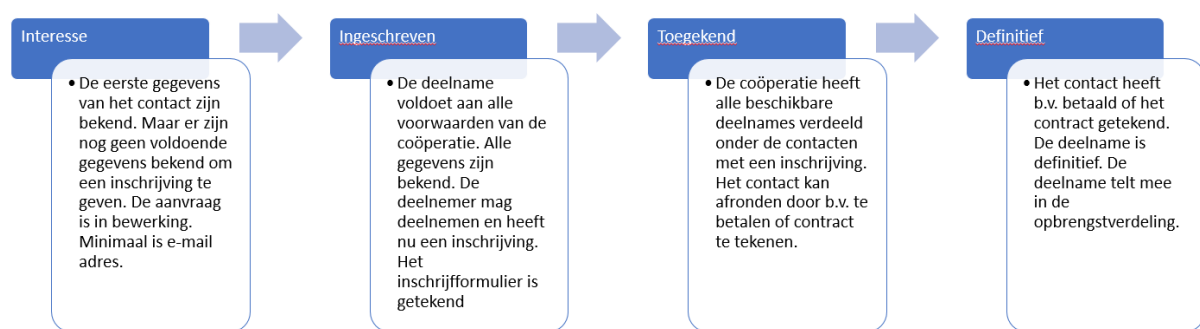 Interesse
• De eerste gegevens
van het contact zijn
bekend. Maar er zijn
nog geen voldoende
gegevens bekend om
een inschrijving te
geven. De aanvraag
is in bewerking.
Minimaal is e-mail
adres.
Ingeschreven
• De deelname
voldoet aan alle
voorwaarden van de
coöperatie. Alle
gegevens zijn
bekend. De
deelnemer mag
deelnemen en heeft
nu een inschrijving.
Het
inschrijfformulier is
getekend
Toegekend
• De coöperatie heeft
alle beschikbare
deelnames verdeeld
onder de contacten
met een inschrijving.
Het contact kan
afronden door b.v. te
betalen of contract
te tekenen.
Definitief
• Het contact heeft
b.v. betaald of het
contract getekend.
De deelname is
definitief. De
deelname telt mee
in de
opbrengstverdeling.